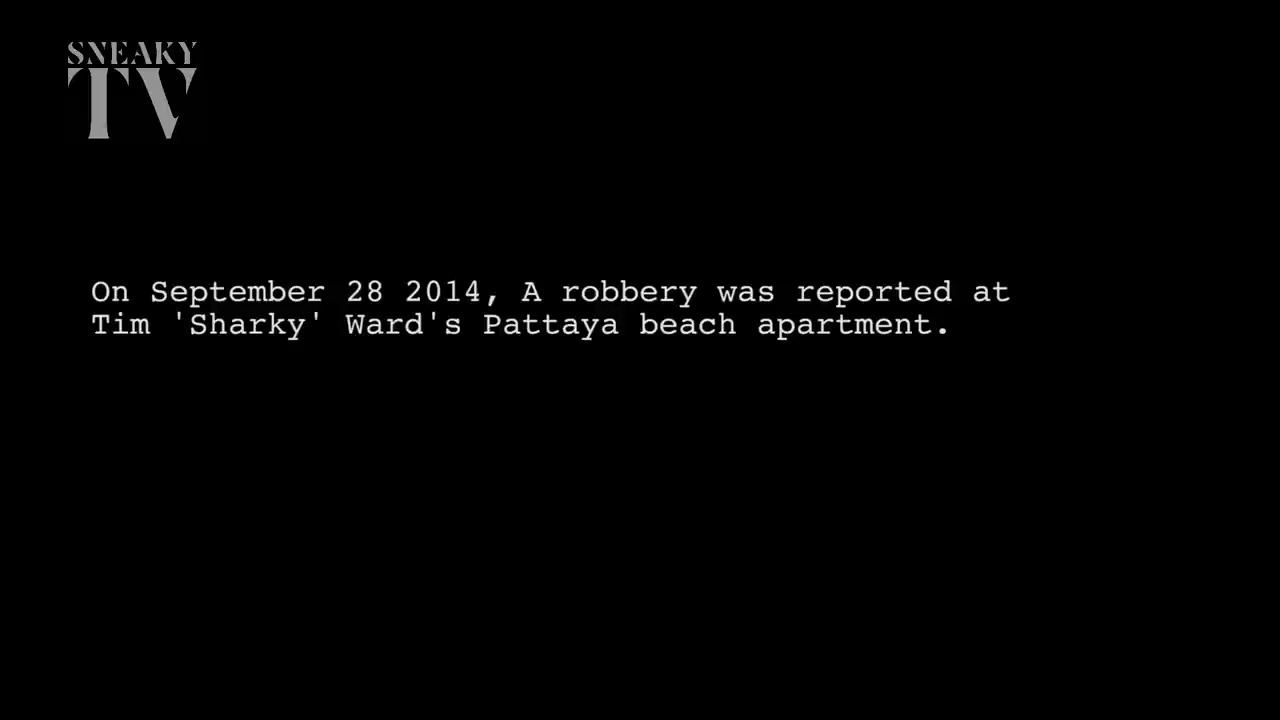 SNEAKY
TV
On September 28 2014, A robbery was reported at
Tim 'Sharky' Ward's Pattaya beach apartment.